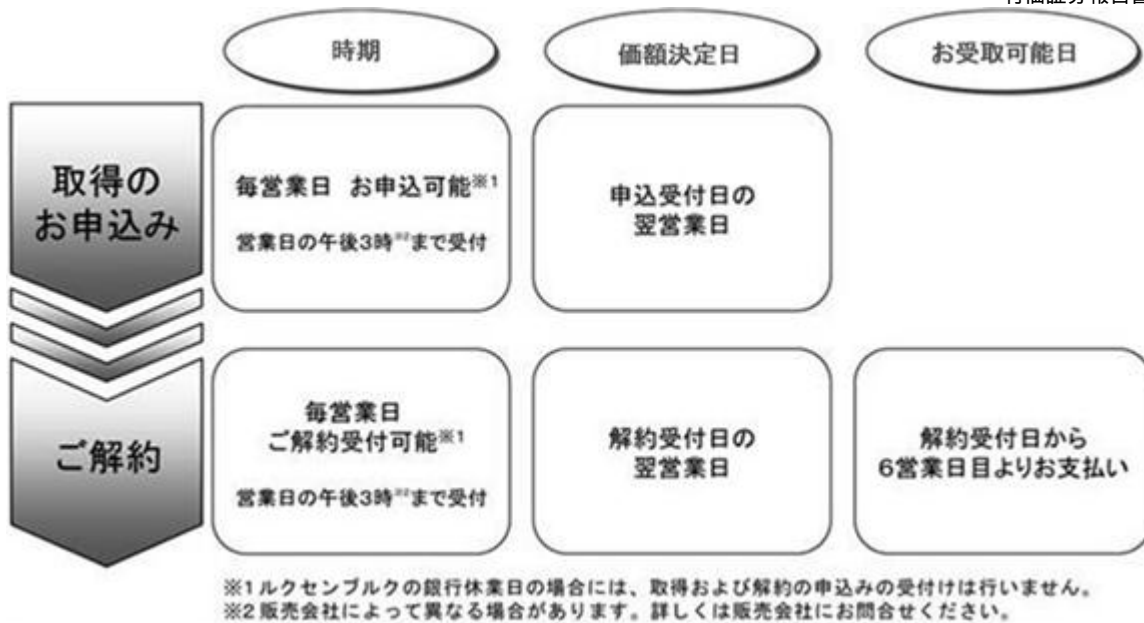 時期
価額決定日
お受取可能日
取得の
お申込み
毎営業日 お申込可能※1
営業日の午後3時※2まで受付
申込受付日の
翌営業日
ご解約
毎営業日
ご解約受付可能※1
営業日の午後3時※2まで受付
解約受付日の
翌営業日
解約受付日から
6営業日目よりお支払い
※1 ルクセンブルクの銀行休業日の場合には、取得および解約の申込みの受付けは行いません。
※2 販売会社によって異なる場合があります。詳しくは販売会社にお問合せください。